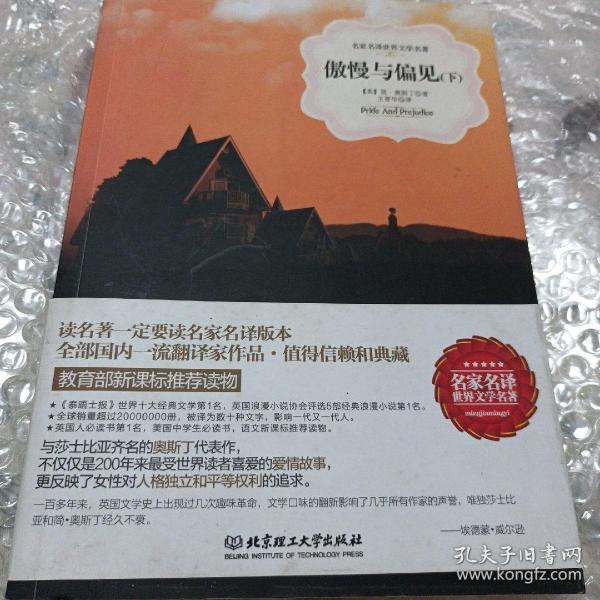 名家名译世界文学名著
傲慢与偏见(下)
【英】简·奥斯丁◎著
王晋华◎译
Pride And Prejudice
读名著一定要读名家名译版本
全部国内一流翻译家作品·值得信赖和典藏
教育部新课标推荐读物
★《泰晤士报》世界十大经典文学第1名，英国浪漫小说协会评选5部经典浪漫小说第1名。
★全球销量超过20000000册，被译为数十种文字，影响一代又一代人。
★英国人必读书第1名，美国中学生必读书，语文新课标推荐读物。
与莎士比亚齐名的奥斯丁代表作，
不仅仅是200年来最受世界读者喜爱的爱情故事，
更反映了女性对人格独立和平等权利的追求。
一百多年来，英国文学史上出现过几次趣味革命，文学口味的翻新影响了几乎所有作家的声誉，唯独莎士比
亚和简·奥斯丁经久不衰。
——埃德蒙·威尔逊
名家名译
世界文学名著
mingjiamingyi
北京理工大学出版社
BEIJING INSTITUTE OF TECHNOLOGY PRESS
孔夫子旧书网
www.kongfz.com